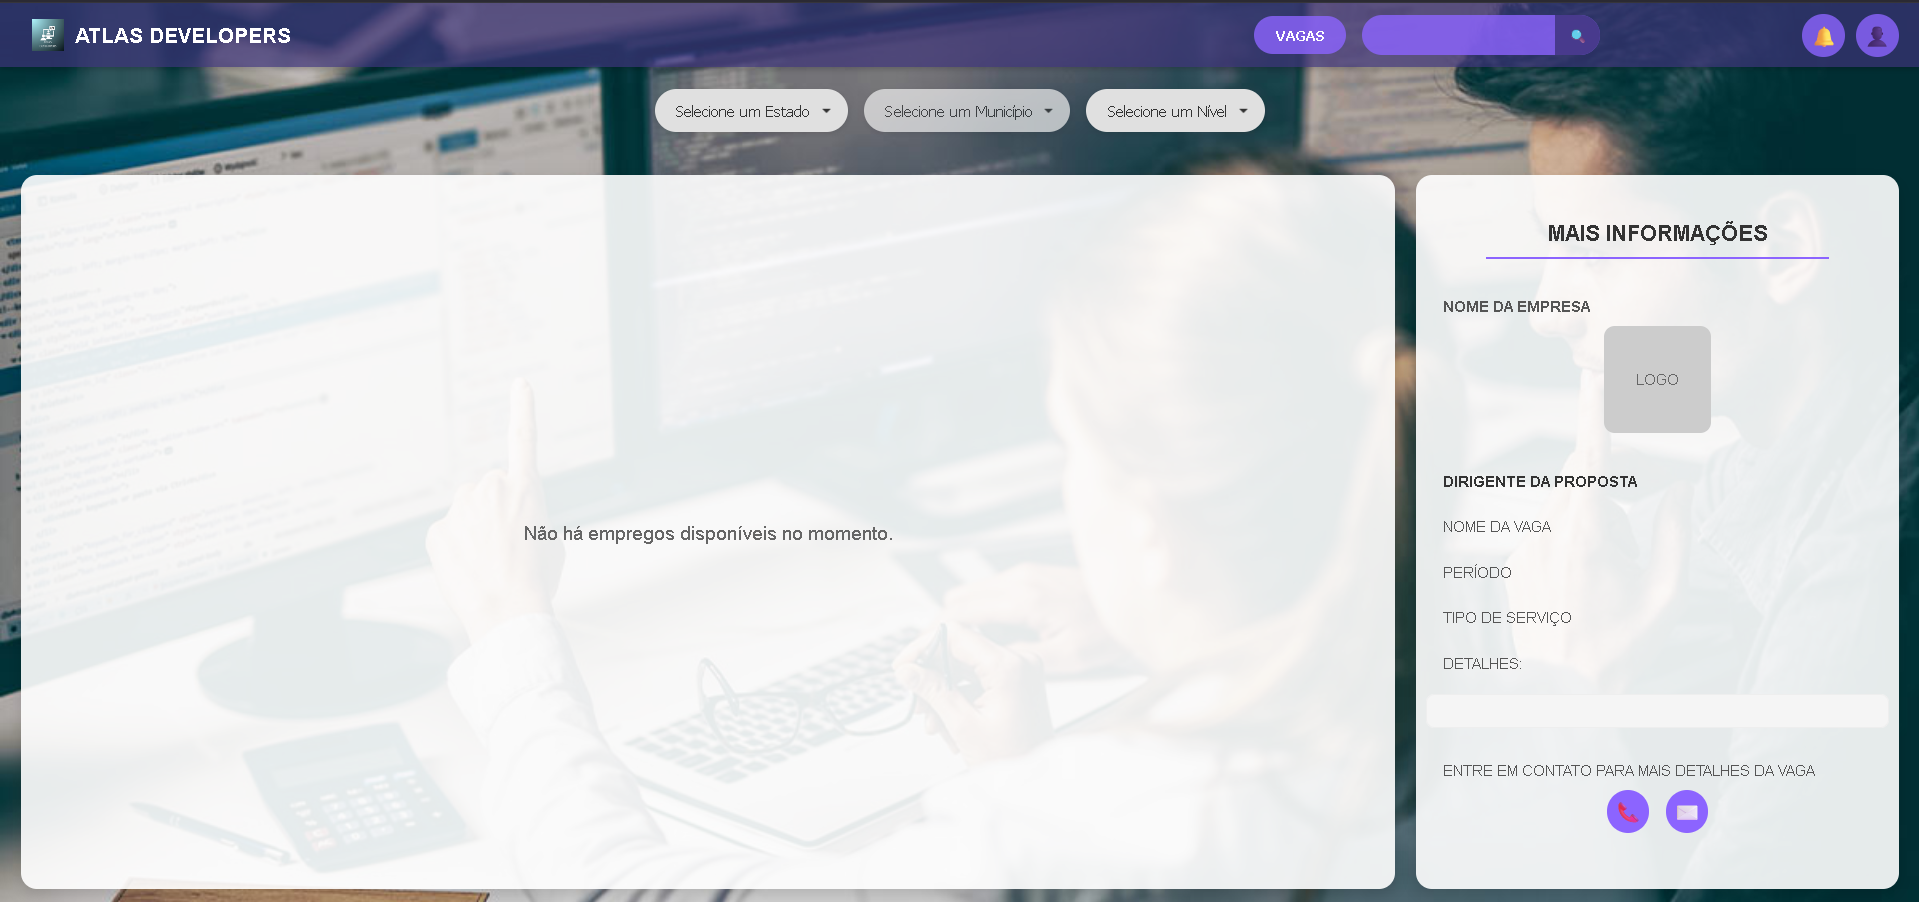 ATLAS DEVELOPERS
VAGAS
Selecione um Estado
Selecione um Município
Selecione um Nível
Não há empregos disponíveis no momento.
MAIS INFORMAÇÕES
NOME DA EMPRESA
LOGO
DIRIGENTE DA PROPOSTA
NOME DA VAGA
PERÍODO
TIPO DE SERVIÇO
DETALHES:
ENTRE EM CONTATO PARA MAIS DETALHES DA VAGA